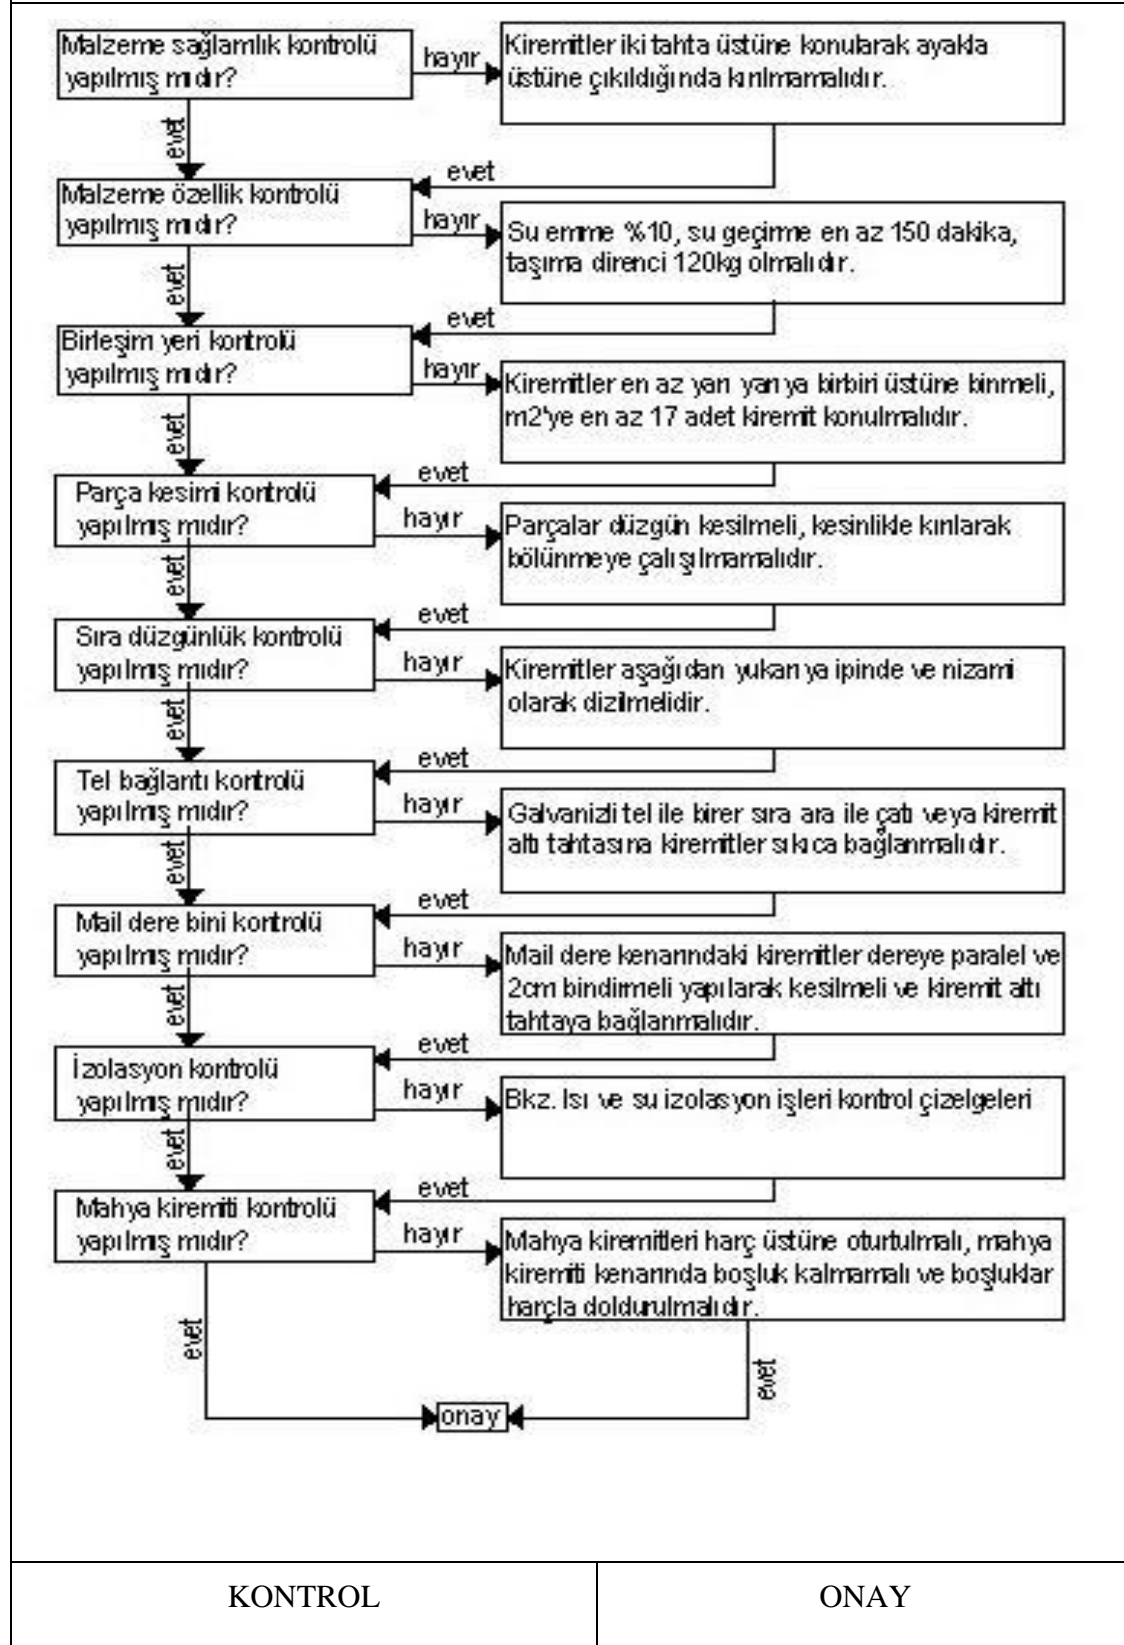 Malzeme sağlamlık kontrolü
yapılmış mıdır?
hayır
Kiremitler iki tahta üstüne konularak ayakla
üstüne çıkıldığında kırılmamalıdır.
evet
evet
Malzeme özellik kontrolü
yapılmış mıdır?
hayır
Su emme %10, su geçirme en az 150 dakika,
taşıma direnci 120kg olmalıdır.
evet
evet
Birleşim yeri kontrolü
yapılmış mıdır?
hayır
Kiremitler en az yarı yarıya birbiri üstüne binmeli,
m2'ye en az 17 adet kiremit konulmalıdır.
evet
evet
Parça kesimi kontrolü
yapılmış mıdır?
hayır
Parçalar düzgün kesilmeli, kesinlikle kırılarak
bölünmeye çalışılmamalıdır.
evet
evet
Sıra düzgünlük kontrolü
yapılmış mıdır?
hayır
Kiremitler aşağıdan yukarıya ipinde ve nizami
olarak dizilmelidir.
evet
evet
Tel bağlantı kontrolü
yapılmış mıdır?
hayır
Galvanizli tel ile birer sıra ara ile çatı veya kiremit
altı tahtasına kiremitler sıkıca bağlanmalıdır.
evet
evet
Mail dere bini kontrolü
yapılmış mıdır?
hayır
Mail dere kenarındaki kiremitler dereye paralel ve
2cm bindirmeli yapılarak kesilmeli ve kiremit altı
tahtaya bağlanmalıdır.
evet
evet
İzolasyon kontrolü
yapılmış mıdır?
hayır
Bkz. Isı ve su izolasyon işleri kontrol çizelgeleri
evet
evet
Mahya kiremiti kontrolü
yapılmış mıdır?
hayır
Mahya kiremitleri harç üstüne oturtulmalı, mahya
kiremiti kenarında boşluk kalmamalı ve boşluklar
harçla doldurulmalıdır.
evet
evet
onay
KONTROL
ONAY